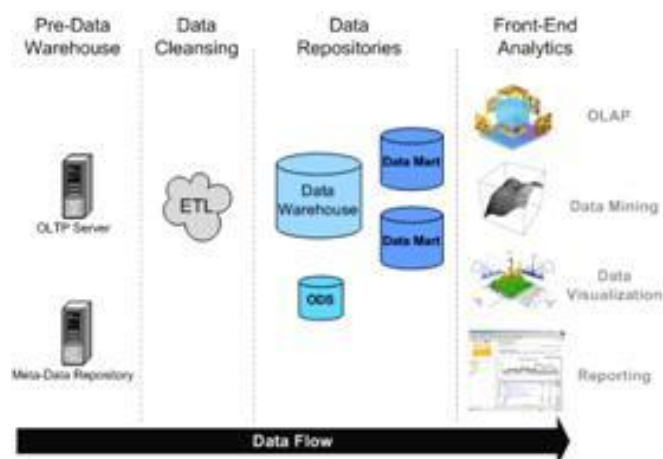 Pre-Data
Warehouse
Data
Cleansing
Data
Repositories
Front-End
Analytics
OLTP Server
Meta-Data Repository
ETL
Data
Warehouse
Data Mart
Data Mart
ODS
OLAP
Data Mining
Data
Visualization
Reporting
Data Flow